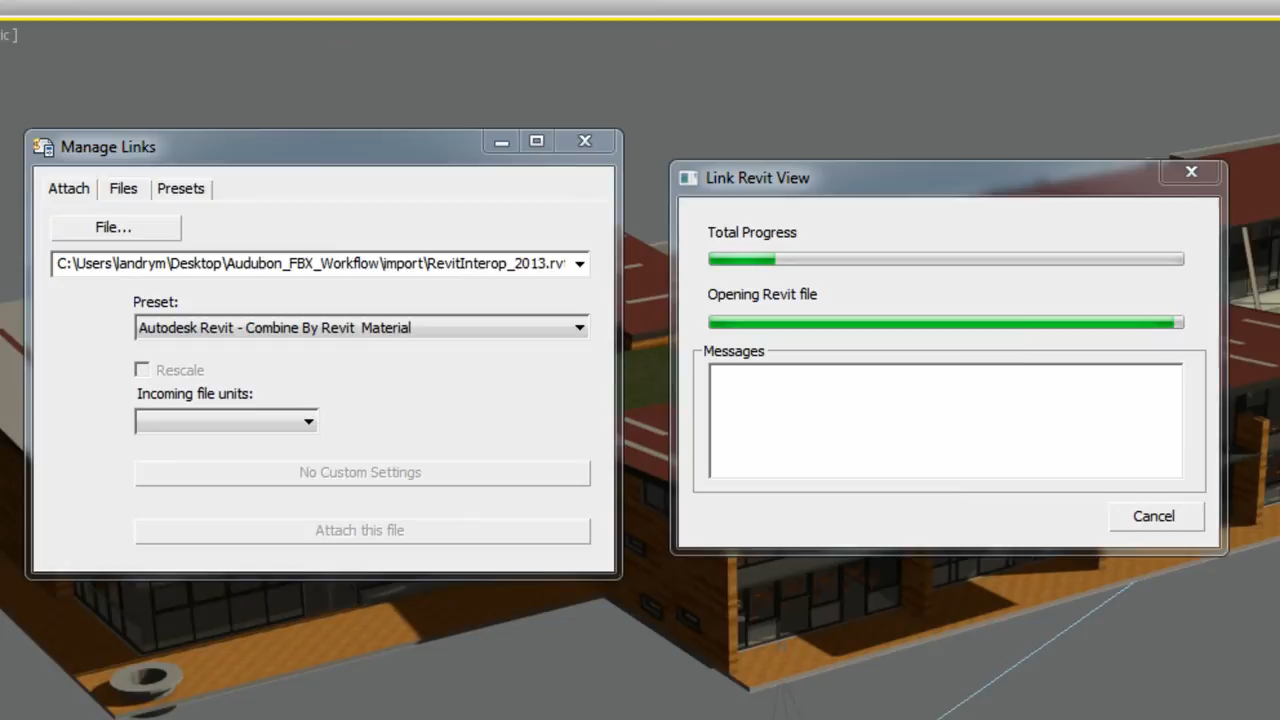 ic ]
Manage Links
Attach Files Presets
File...
C:\Users\landrym\Desktop\Audubon_FBX_Workflow\import\RevitInterop_2013.rv
Preset:
Autodesk Revit - Combine By Revit  Material
Rescale
Incoming file units:
No Custom Settings
Attach this file
Link Revit View
Total Progress
Opening Revit file
Messages
Cancel